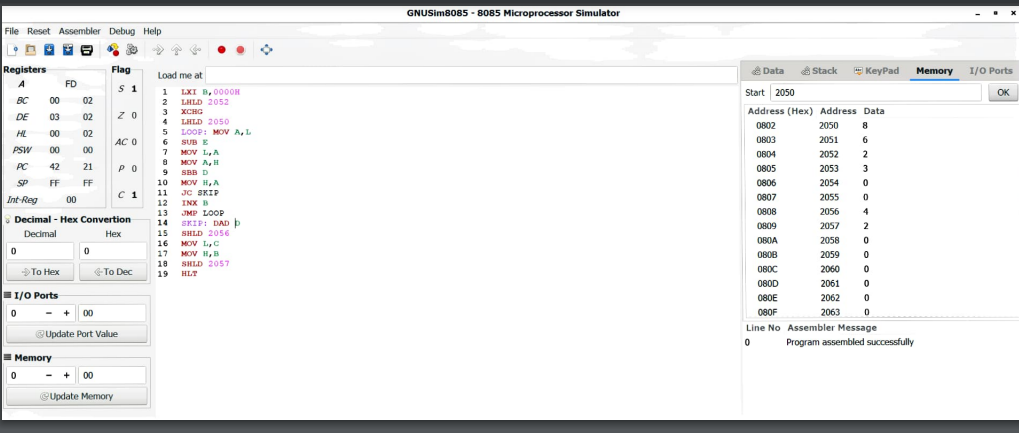 GNUSim8085 - 8085 Microprocessor Simulator
File Reset Assembler Debug Help
Registers
A FD
BC 00 02
DE 03 02
HL 00 02
PSW 00 00
PC 42 21
SP FF FF
Int-Reg 00
Flag
S 1
Z 0
AC 0
P 0
C 1
Decimal - Hex Convertion
Decimal Hex
0 0
To Hex To Dec
I/O Ports
0 - + 00
Update Port Value
Memory
0 - + 00
Update Memory
Load me at
1 LXI B,0000H
2 LHLD 2052
3 XCHG
4 LHLD 2050
5 LOOP: MOV A,L
6 SUB E
7 MOV L,A
8 MOV A,H
9 SBB D
10 MOV H,A
11 JC SKIP
12 INX B
13 JMP LOOP
14 SKIP: DAD D
15 SHLD 2056
16 MOV L,C
17 MOV H,B
18 SHLD 2057
19 HLT
Data Stack KeyPad Memory I/O Ports
Start 2050 OK
Address (Hex) Address Data
0802 2050 8
0803 2051 6
0804 2052 2
0805 2053 3
0806 2054 0
0807 2055 0
0808 2056 4
0809 2057 2
080A 2058 0
080B 2059 0
080C 2060 0
080D 2061 0
080E 2062 0
080F 2063 0
Line No Assembler Message
0 Program assembled successfully